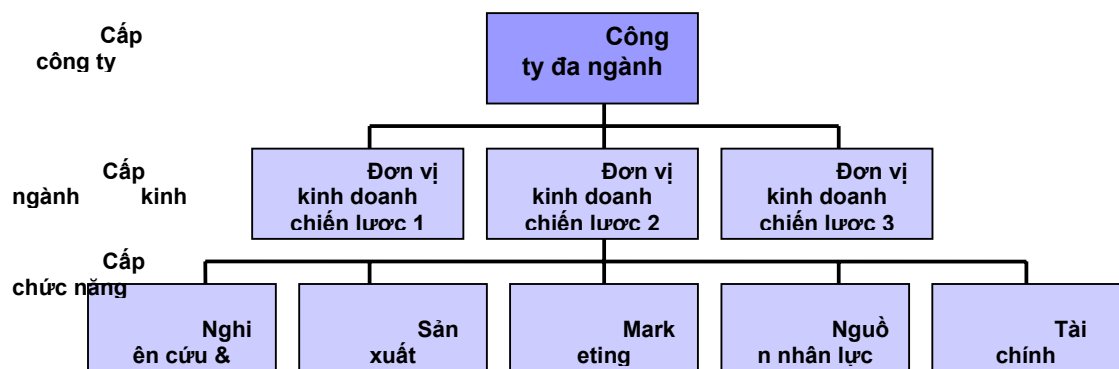 Cấp
công ty
Công
ty đa ngành
Cấp
ngành kinh
Đơn vị
kinh doanh
chiến lược 1
Đơn vị
kinh doanh
chiến lược 2
Đơn vị
kinh doanh
chiến lược 3
Cấp
chức năng
Nghi
ên cứu &
Sản
xuất
Mark
eting
Nguồ
n nhân lực
Tài
chính